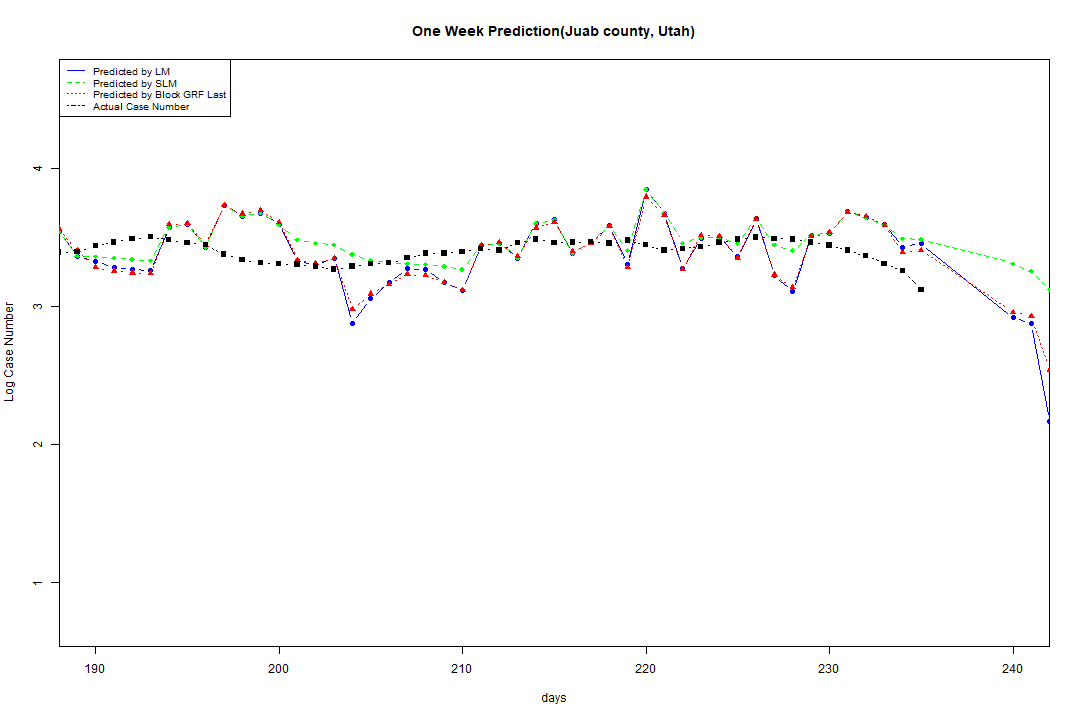 One Week Prediction(Juab county, Utah)
Predicted by LM
Predicted by SLM
Predicted by Block GRF Last
Actual Case Number
4
3
2
1
Log Case Number
190 200 210 220 230 240
days